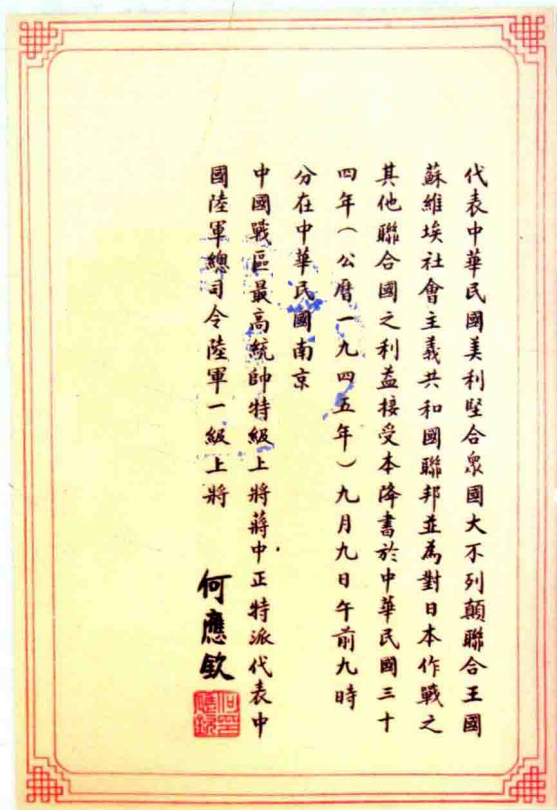 代表中華民國美利堅合眾國大不列顛聯合王國
蘇維埃社會主義共和國聯邦並為對日本作戰之
其他聯合國之利益接受本降書於中華民國三十
四年（公曆一九四五年）九月九日午前九時
分在中華民國南京
中國戰區最高統帥特級上將蔣中正特派代表中
國陸軍總司令陸軍一級上將 何應欽
何應欽印